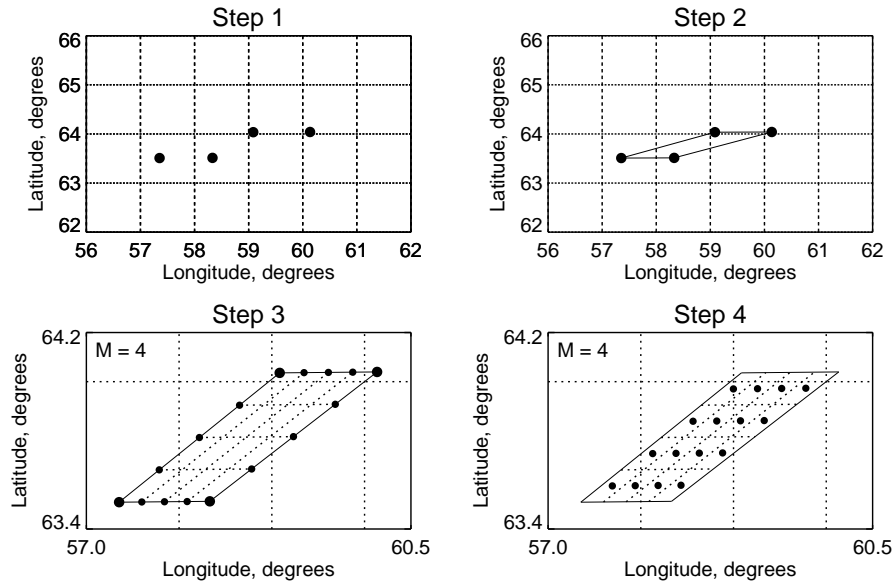 Step 1
66
65
64
63
62
Latitude, degrees
56 57 58 59 60 61 62
Longitude, degrees
Step 2
66
65
64
63
62
Latitude, degrees
56 57 58 59 60 61 62
Longitude, degrees
Step 3
64.2
M = 4
Latitude, degrees
63.4
57.0 60.5
Longitude, degrees
Step 4
64.2
M = 4
Latitude, degrees
63.4
57.0 60.5
Longitude, degrees